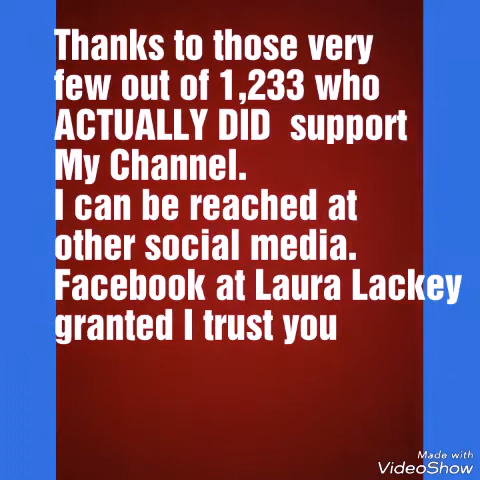 Thanks to those very
few out of 1,233 who
ACTUALLY DID support
My Channel.
I can be reached at
other social media.
Facebook at Laura Lackey
granted I trust you
Made with
VideoShow